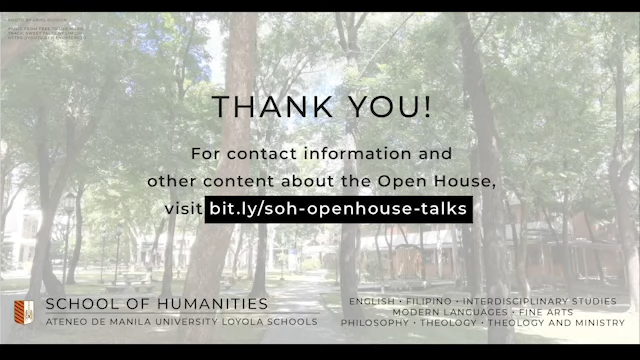 THANK YOU!
For contact information and
other content about the Open House,
visit bit.ly/soh-openhouse-talks
SCHOOL OF HUMANITIES
ATENEO DE MANILA UNIVERSITY LOYOLA SCHOOLS
ENGLISH • FILIPINO • INTERDISCIPLINARY STUDIES
MODERN LANGUAGES • FINE ARTS
PHILOSOPHY • THEOLOGY • THEOLOGY AND MINISTRY